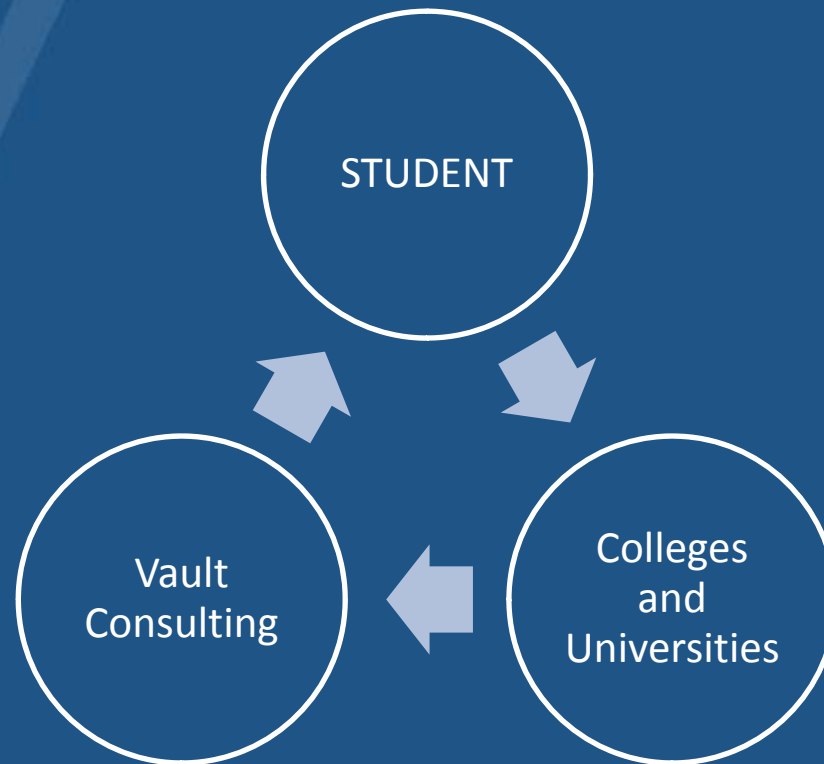 STUDENT
Vault
Consulting
Colleges
and
Universities